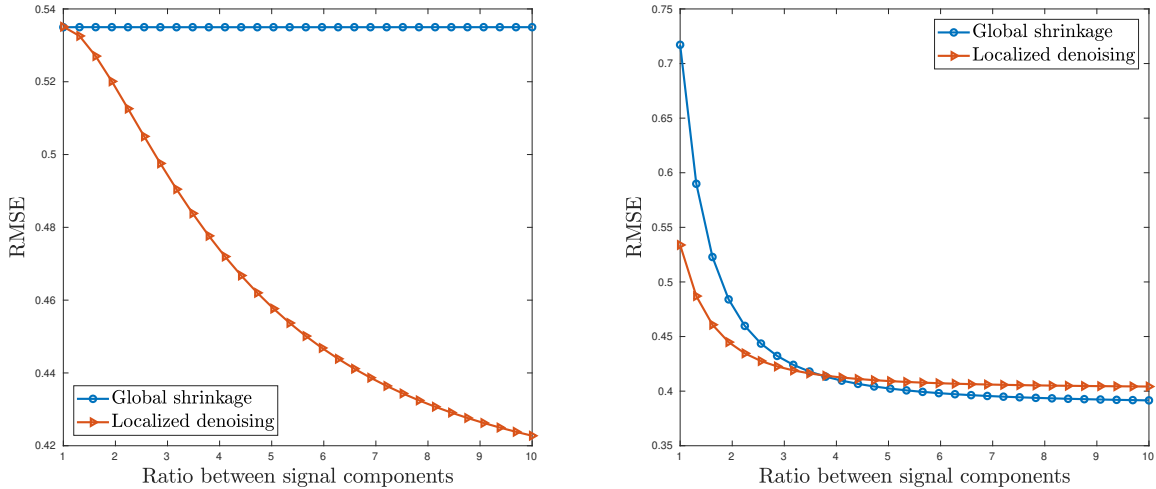 0.54
0.52
0.5
0.48
0.46
0.44
0.42
RMSE
Global shrinkage
Localized denoising
1 2 3 4 5 6 7 8 9 10
Ratio between signal components
0.75
0.7
0.65
0.6
0.55
0.5
0.45
0.4
0.35
RMSE
Global shrinkage
Localized denoising
1 2 3 4 5 6 7 8 9 10
Ratio between signal components